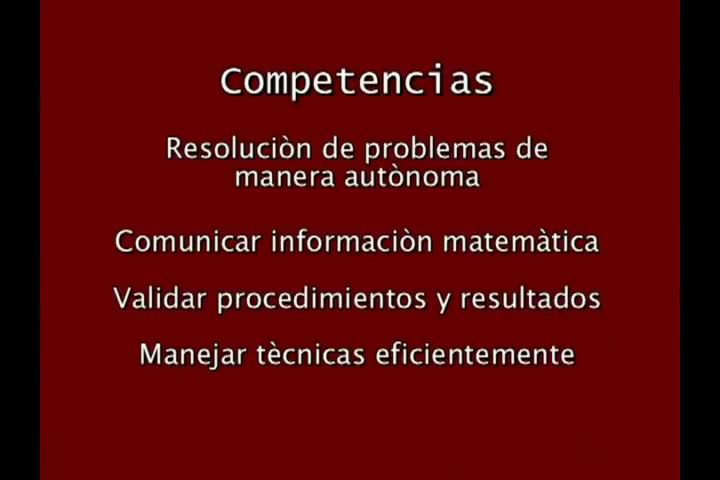 Competencias
Resoluciòn de problemas de
manera autònoma
Comunicar informaciòn matemàtica
Validar procedimientos y resultados
Manejar tècnicas eficientemente